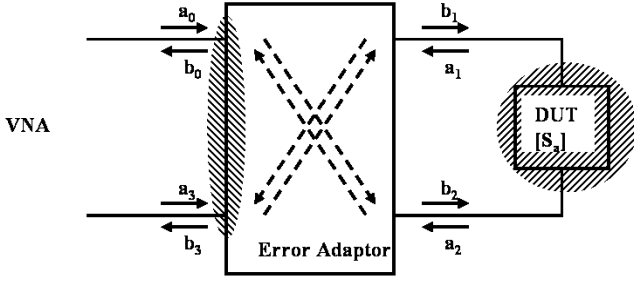 a₀
b₀
b₁
a₁
VNA
DUT
[Sₐ]
a₃
b₃
b₂
a₂
Error Adaptor